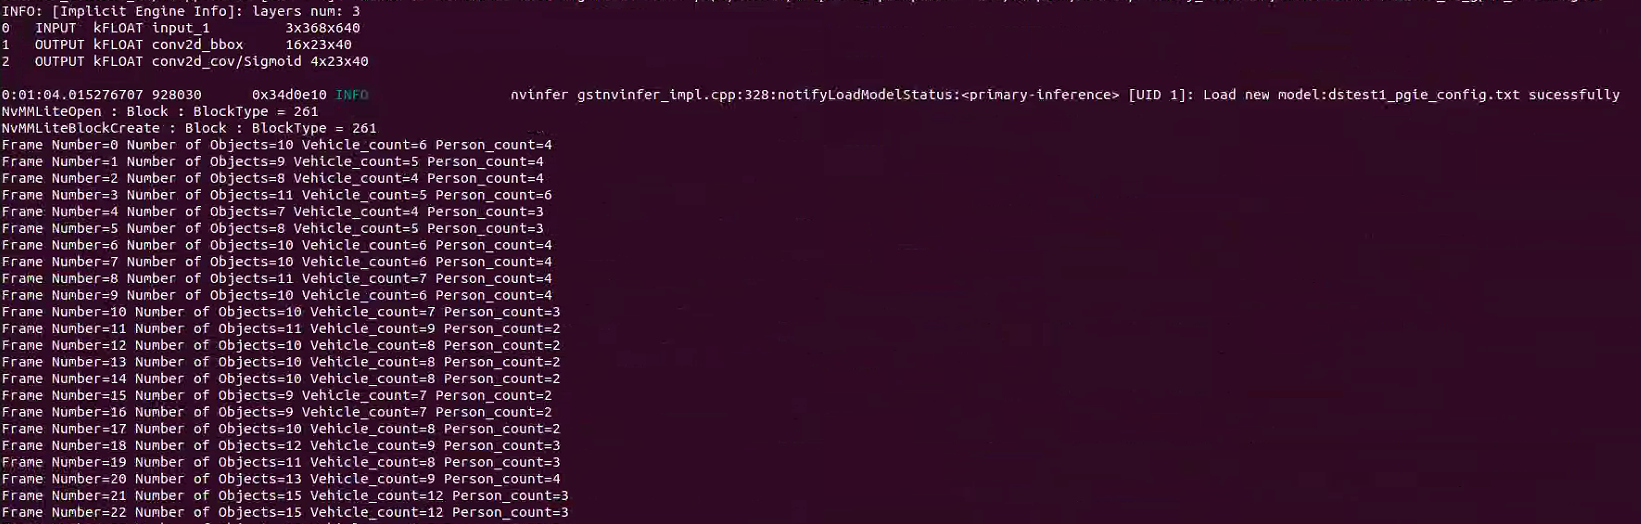 INFO: [Implicit Engine Info]: layers num: 3
0 INPUT kFLOAT input_1 3x368x640
1 OUTPUT kFLOAT conv2d_bbox 16x23x40
2 OUTPUT kFLOAT conv2d_cov/Sigmoid 4x23x40
0:01:04.015276707 928030 0x34d0e10 INFO nvinfer gstnvinfer_impl.cpp:328:notifyLoadModelStatus:<primary-inference> [UID 1]: Load new model:dstest1_pgie_config.txt sucessfully
NvMMLiteOpen : Block : BlockType = 261
NvMMLiteBlockCreate : Block : BlockType = 261
Frame Number=0 Number of Objects=10 Vehicle_count=6 Person_count=4
Frame Number=1 Number of Objects=9 Vehicle_count=5 Person_count=4
Frame Number=2 Number of Objects=8 Vehicle_count=4 Person_count=4
Frame Number=3 Number of Objects=11 Vehicle_count=5 Person_count=6
Frame Number=4 Number of Objects=7 Vehicle_count=4 Person_count=3
Frame Number=5 Number of Objects=8 Vehicle_count=5 Person_count=3
Frame Number=6 Number of Objects=10 Vehicle_count=6 Person_count=4
Frame Number=7 Number of Objects=10 Vehicle_count=6 Person_count=4
Frame Number=8 Number of Objects=11 Vehicle_count=7 Person_count=4
Frame Number=9 Number of Objects=10 Vehicle_count=6 Person_count=4
Frame Number=10 Number of Objects=10 Vehicle_count=7 Person_count=3
Frame Number=11 Number of Objects=11 Vehicle_count=9 Person_count=2
Frame Number=12 Number of Objects=10 Vehicle_count=8 Person_count=2
Frame Number=13 Number of Objects=10 Vehicle_count=8 Person_count=2
Frame Number=14 Number of Objects=10 Vehicle_count=8 Person_count=2
Frame Number=15 Number of Objects=9 Vehicle_count=7 Person_count=2
Frame Number=16 Number of Objects=9 Vehicle_count=7 Person_count=2
Frame Number=17 Number of Objects=10 Vehicle_count=8 Person_count=2
Frame Number=18 Number of Objects=12 Vehicle_count=9 Person_count=3
Frame Number=19 Number of Objects=11 Vehicle_count=8 Person_count=3
Frame Number=20 Number of Objects=13 Vehicle_count=9 Person_count=4
Frame Number=21 Number of Objects=15 Vehicle_count=12 Person_count=3
Frame Number=22 Number of Objects=15 Vehicle_count=12 Person_count=3